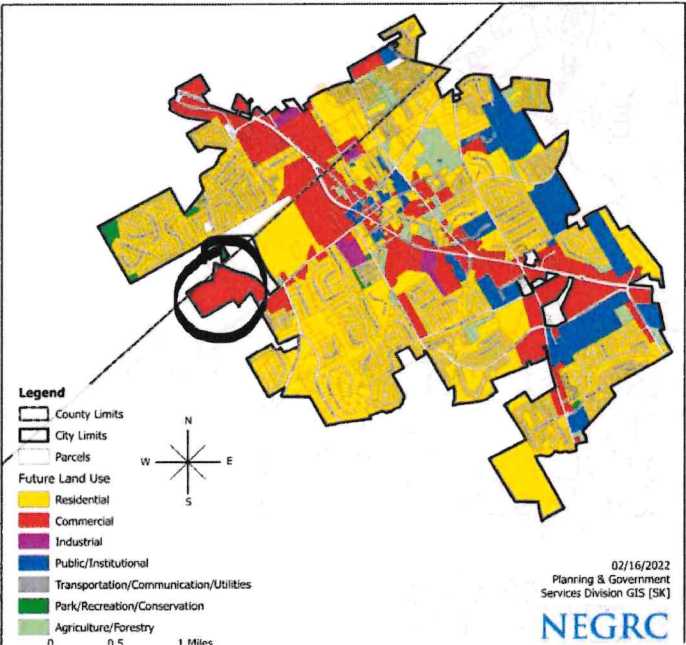 Legend
County Limits
City Limits
Parcels
Future Land Use
Residential
Commercial
Industrial
Public/Institutional
Transportation/Communication/Utilities
Park/Recreation/Conservation
Agriculture/Forestry
0 0.5 1 Miles
N
W E
S
02/16/2022
Planning & Government
Services Division GIS [SK]
NEGRC